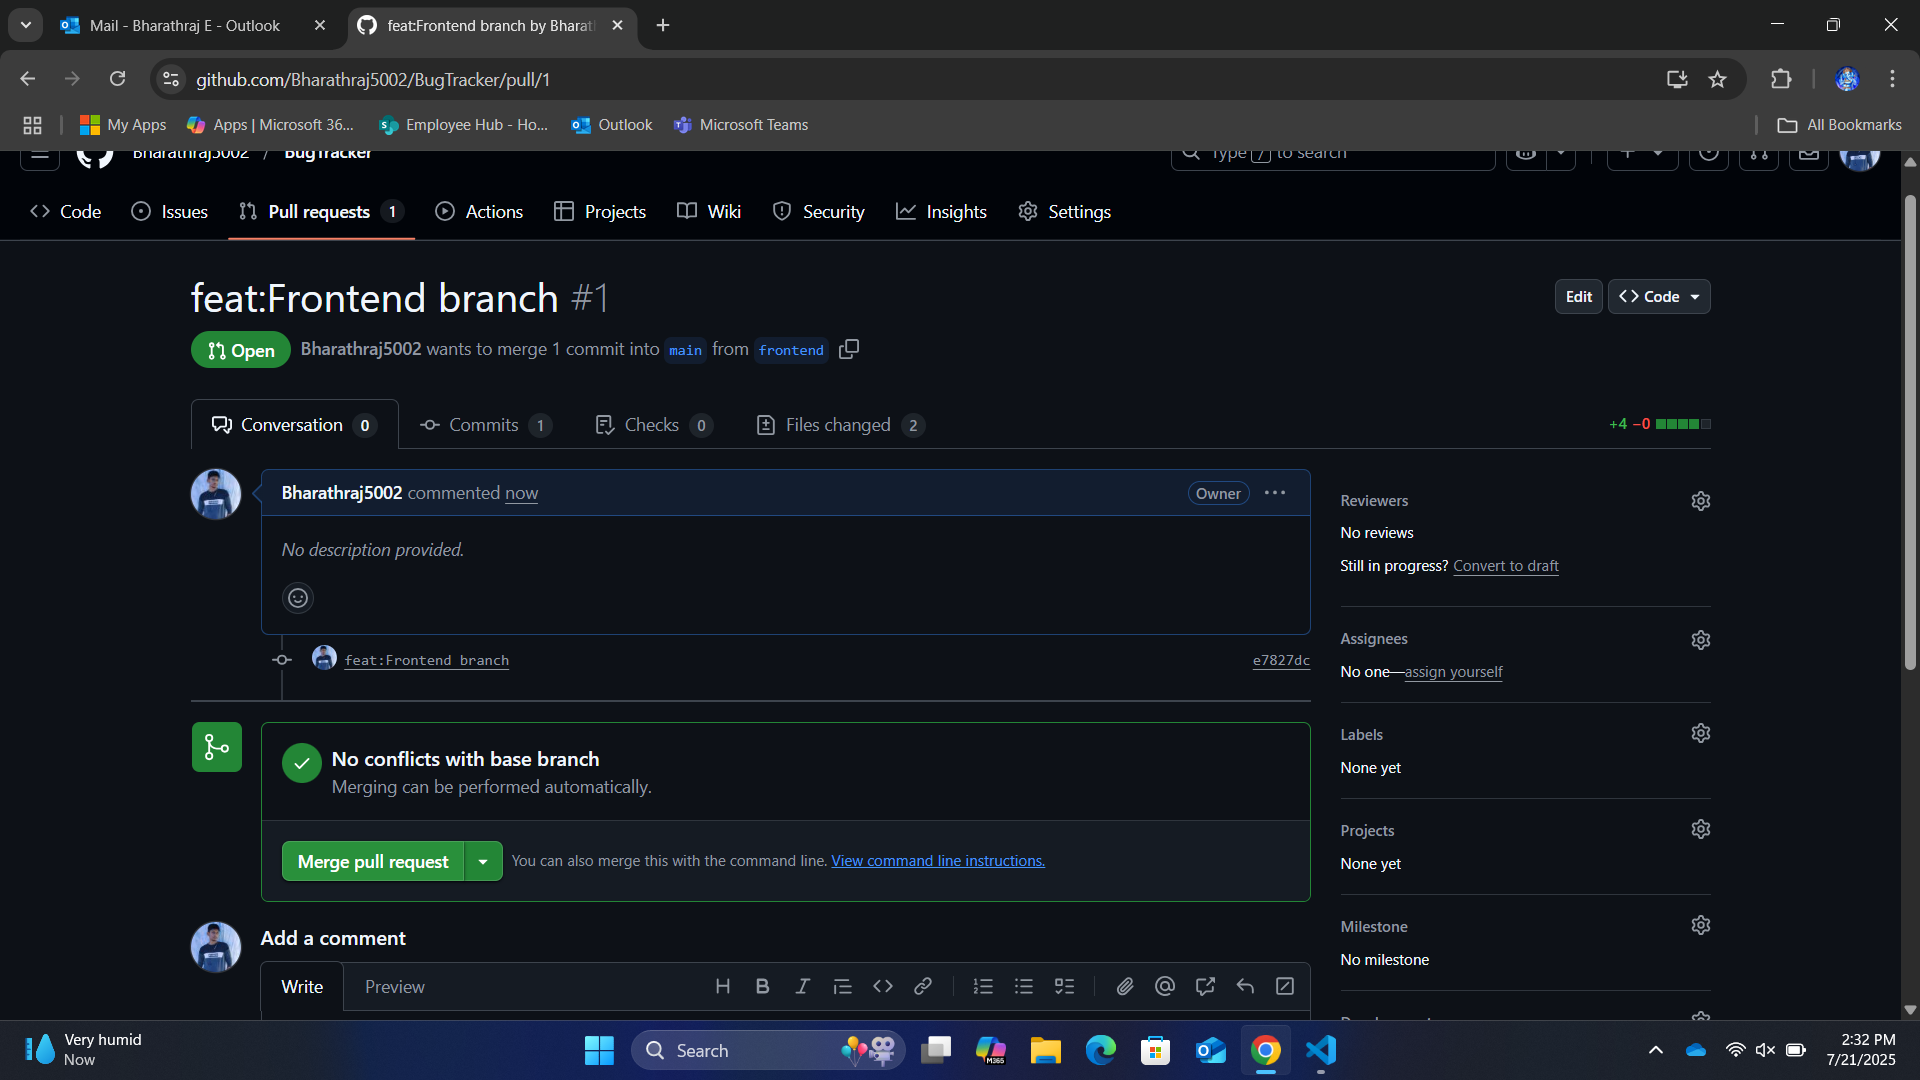 Mail - Bharathraj E - Outlook
feat:Frontend branch by Bharat
github.com/Bharathraj5002/BugTracker/pull/1
My Apps
Apps | Microsoft 36...
Employee Hub - Ho...
Outlook
Microsoft Teams
All Bookmarks
Bharathraj5002 / BugTracker
Type / to search
Code
Issues
Pull requests 1
Actions
Projects
Wiki
Security
Insights
Settings
feat:Frontend branch #1
Edit
Code
Open
Bharathraj5002 wants to merge 1 commit into main from frontend
Conversation 0
Commits 1
Checks 0
Files changed 2
+4 −0
Bharathraj5002 commented now
Owner
No description provided.
feat:Frontend branch
e7827dc
No conflicts with base branch
Merging can be performed automatically.
Merge pull request
You can also merge this with the command line. View command line instructions.
Add a comment
Write
Preview
Reviewers
No reviews
Still in progress? Convert to draft
Assignees
No one—assign yourself
Labels
None yet
Projects
None yet
Milestone
No milestone
Very humid
Now
Search
M365
2:32 PM
7/21/2025